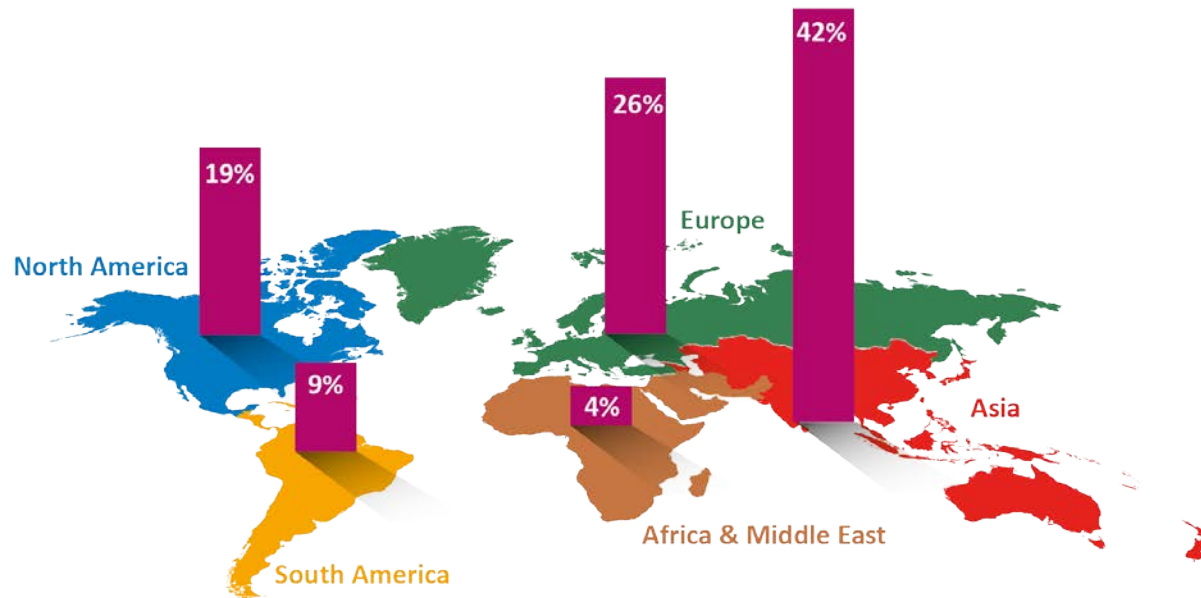 42%
26%
19%
Europe
North America
9%
4%
Asia
Africa & Middle East
South America